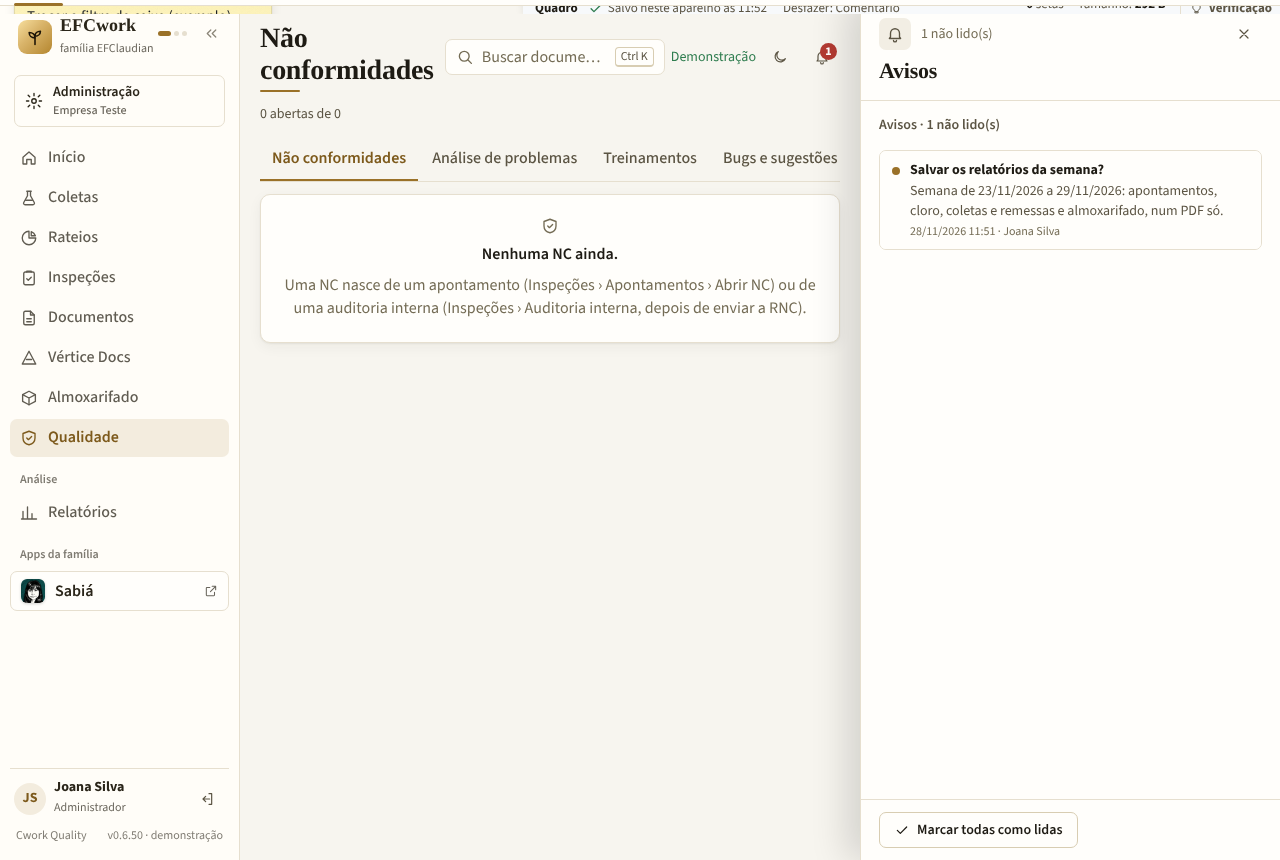 Quadro
Salvo neste aparelho às 11:52
Desfazer: Comentário
Verificação
EFCwork
família EFClaudian
Administração
Empresa Teste
Início
Coletas
Rateios
Inspeções
Documentos
Vértice Docs
Almoxarifado
Qualidade
Análise
Relatórios
Apps da família
Sabiá
JS
Joana Silva
Administrador
Cwork Quality
v0.6.50 · demonstração
Não
conformidades
Buscar docume…
Ctrl K
Demonstração
1
0 abertas de 0
Não conformidades
Análise de problemas
Treinamentos
Bugs e sugestões
Nenhuma NC ainda.
Uma NC nasce de um apontamento (Inspeções › Apontamentos › Abrir NC) ou de
uma auditoria interna (Inspeções › Auditoria interna, depois de enviar a RNC).
1 não lido(s)
Avisos
Avisos · 1 não lido(s)
Salvar os relatórios da semana?
Semana de 23/11/2026 a 29/11/2026: apontamentos,
cloro, coletas e remessas e almoxarifado, num PDF só.
28/11/2026 11:51 · Joana Silva
Marcar todas como lidas